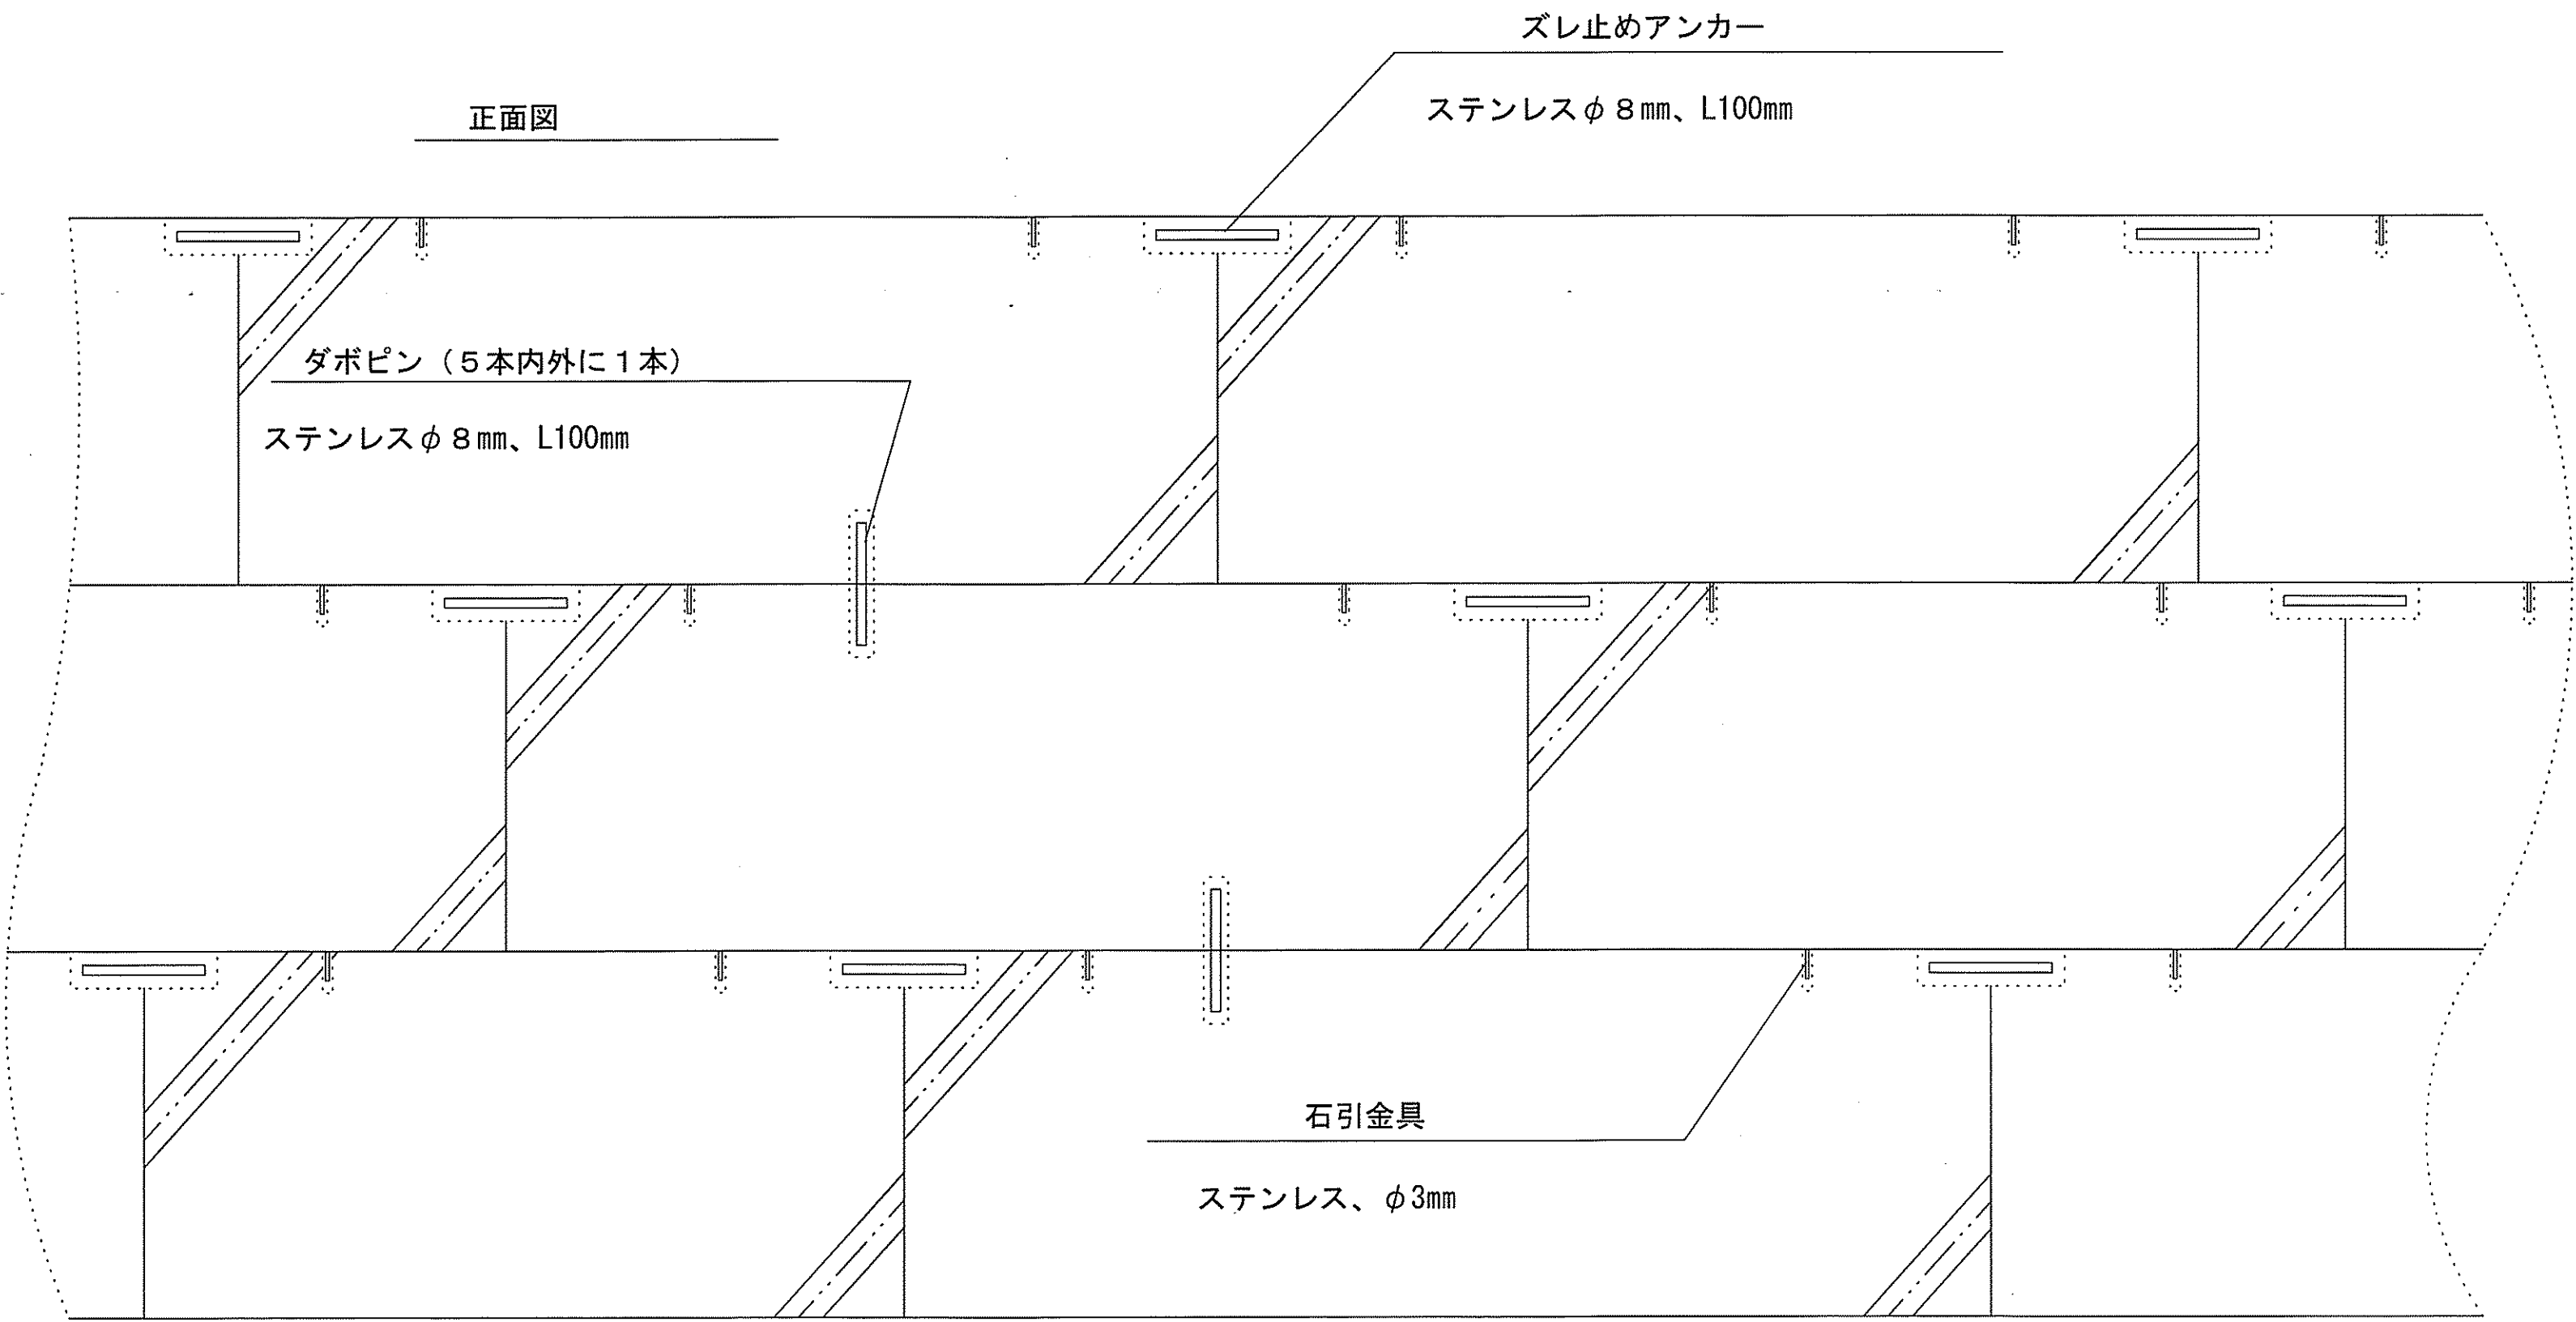 ズレ止めアンカー
ステンレスφ８㎜、L100㎜
正面図
ダボピン（５本内外に１本）
ステンレスφ８㎜、L100㎜
石引金具
ステンレス、φ3㎜